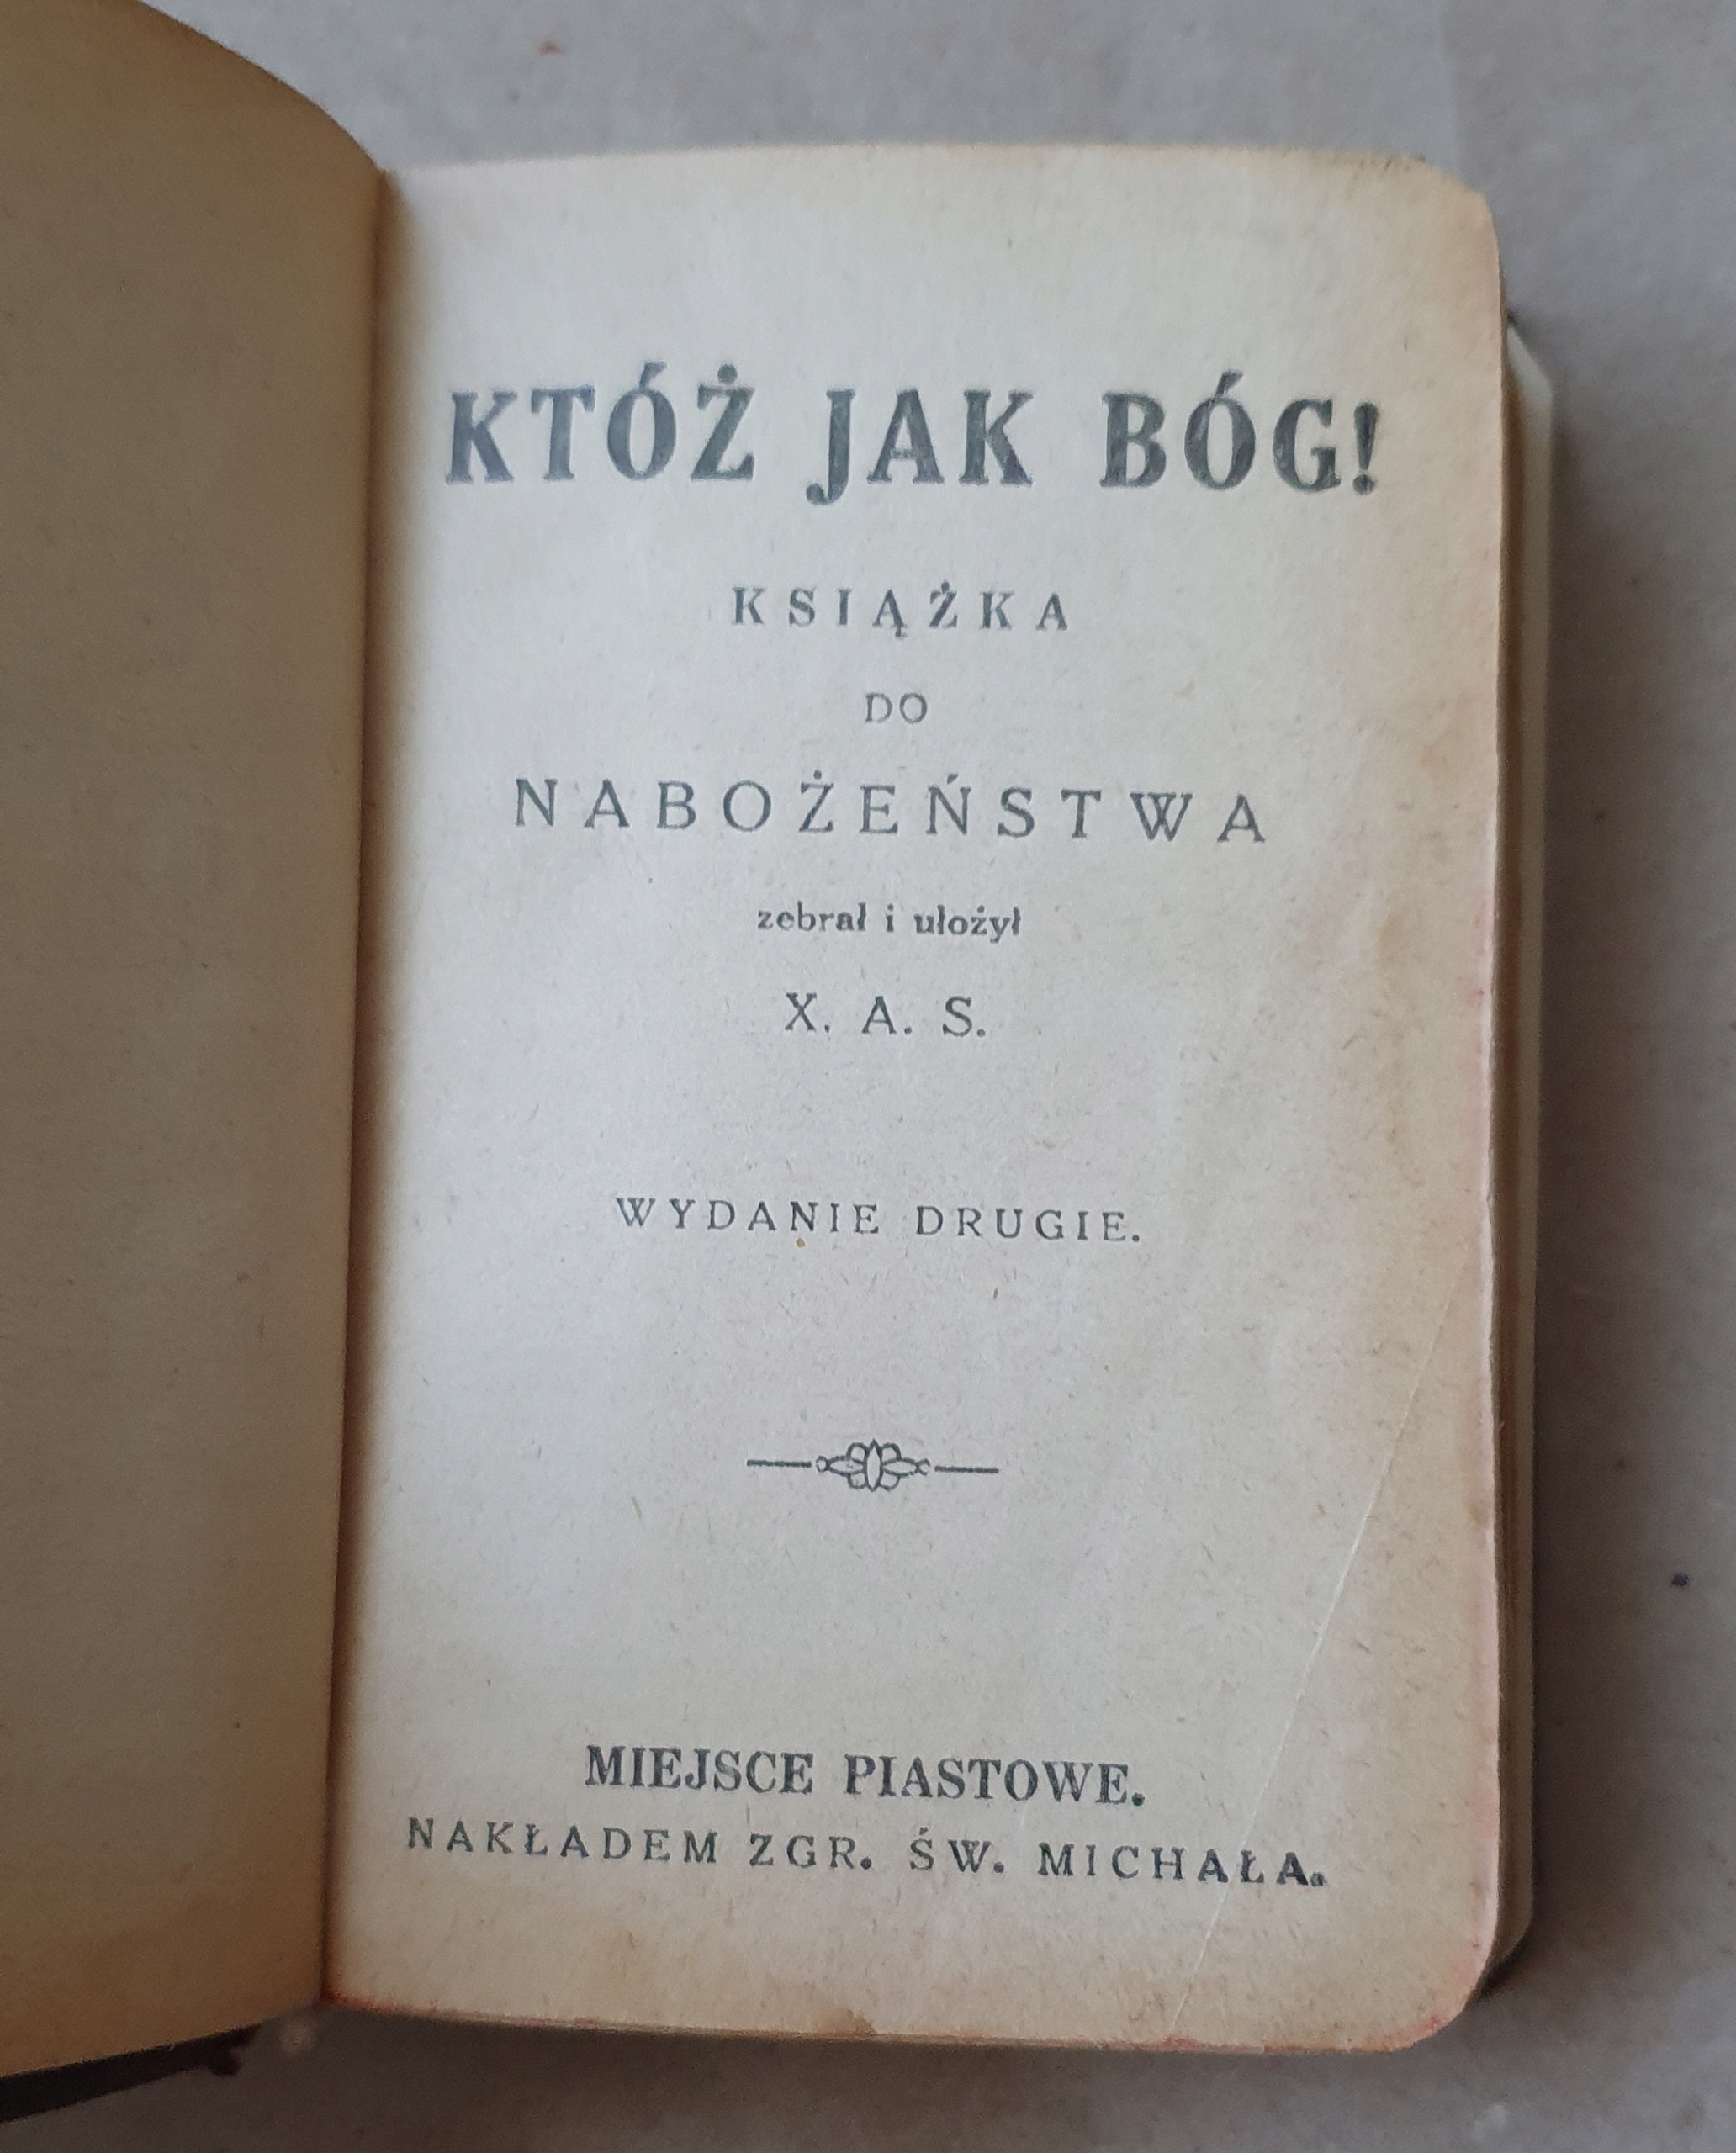 KTÓŻ JAK BÓG!
KSIĄŻKA
DO
NABOŻEŃSTWA
zebrał i ułożył
X. A. S.
WYDANIE DRUGIE.
MIEJSCE PIASTOWE.
NAKŁADEM ZGR. ŚW. MICHAŁA.